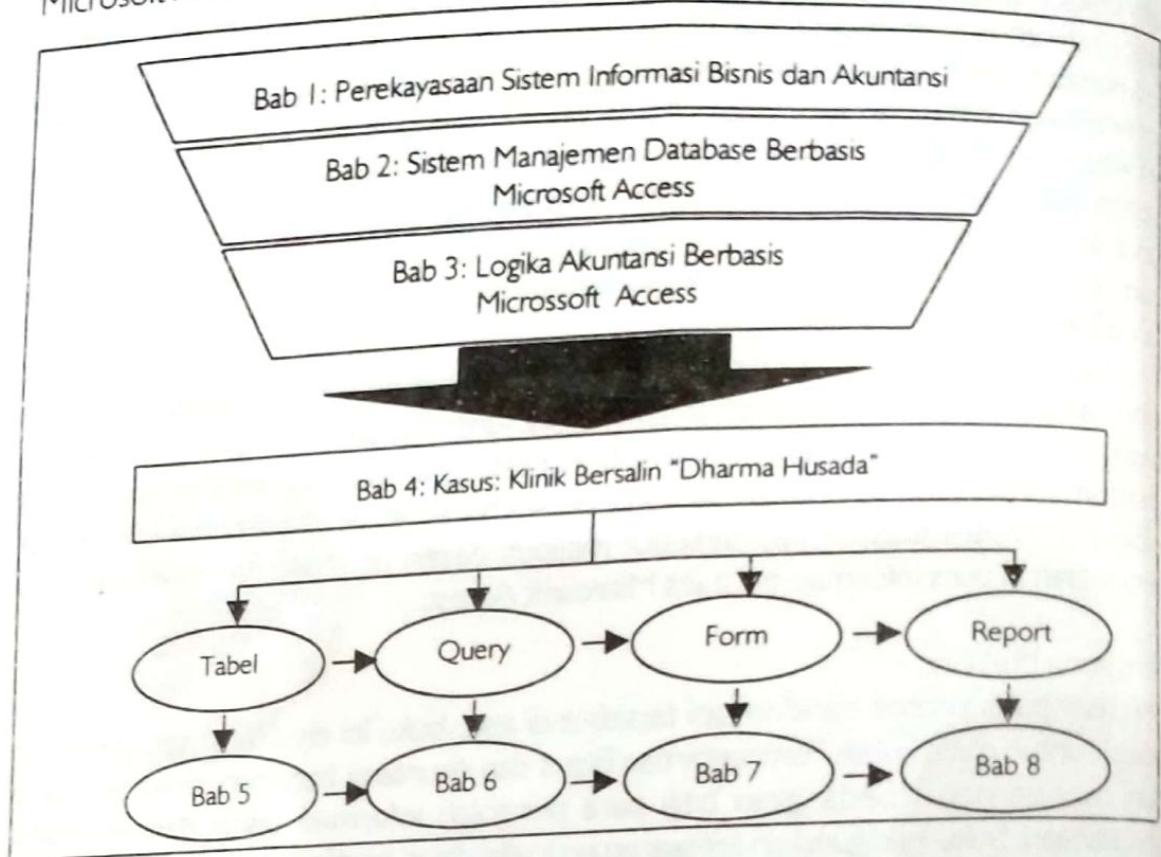 Microsoft
Bab 1: Perekayasaan Sistem Informasi Bisnis dan Akuntansi
Bab 2: Sistem Manajemen Database Berbasis
Microsoft Access
Bab 3: Logika Akuntansi Berbasis
Microssoft Access
Bab 4: Kasus: Klinik Bersalin "Dharma Husada"
Tabel
Query
Form
Report
Bab 5
Bab 6
Bab 7
Bab 8